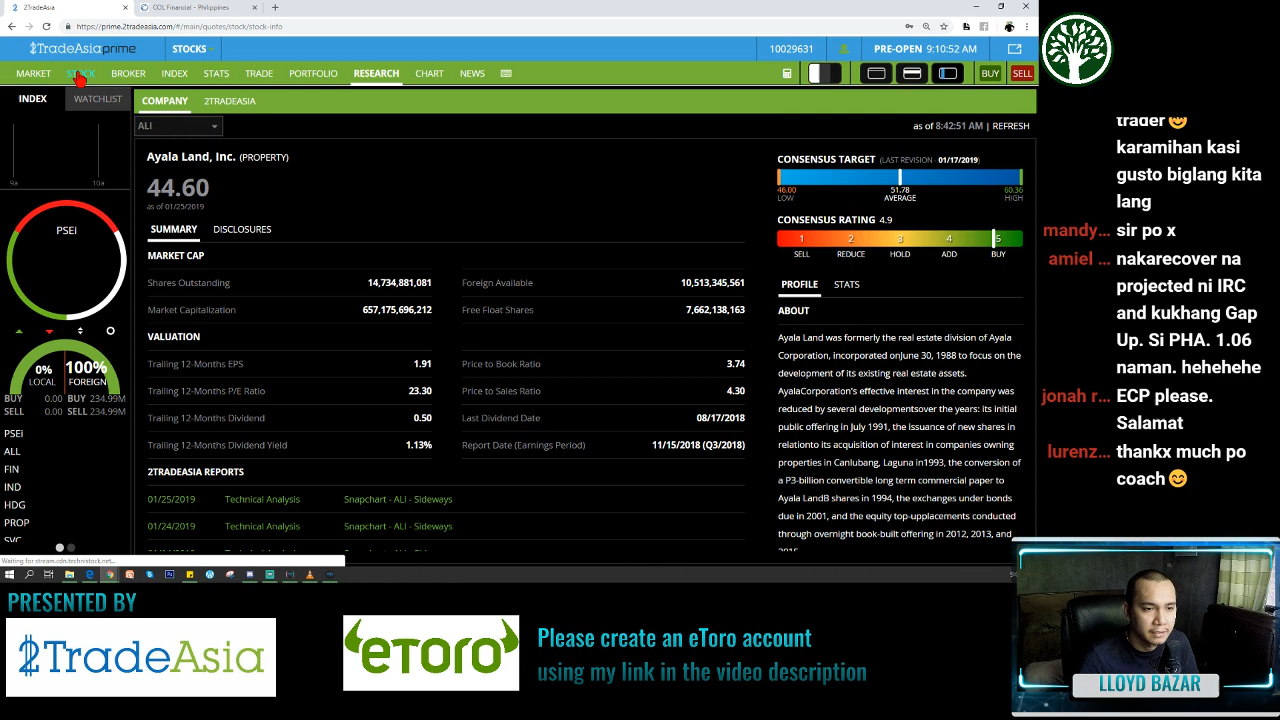 2TradeAsia
COL Financial - Philippines
https://prime.2tradeasia.com/#/main/quotes/stock/stock-info
2TradeAsia prime
STOCKS
10029631
PRE-OPEN 9:10:52 AM
MARKET STOCK BROKER INDEX STATS TRADE PORTFOLIO RESEARCH CHART NEWS
BUY SELL
INDEX WATCHLIST
COMPANY 2TRADEASIA
ALI
as of 8:42:51 AM | REFRESH
9a 10a
PSEI
0% LOCAL
100% FOREIGN
BUY 0.00 BUY 234.99M
SELL 0.00 SELL 234.99M
PSEi
ALL
FIN
IND
HDG
PROP
SVC
Ayala Land, Inc. (PROPERTY)
44.60
as of 01/25/2019
SUMMARY DISCLOSURES
MARKET CAP
Shares Outstanding 14,734,881,081 Foreign Available 10,513,345,561
Market Capitalization 657,175,696,212 Free Float Shares 7,662,138,163
VALUATION
Trailing 12-Months EPS 1.91 Price to Book Ratio 3.74
Trailing 12-Months P/E Ratio 23.30 Price to Sales Ratio 4.30
Trailing 12-Months Dividend 0.50 Last Dividend Date 08/17/2018
Trailing 12-Months Dividend Yield 1.13% Report Date (Earnings Period) 11/15/2018 (Q3/2018)
2TRADEASIA REPORTS
01/25/2019 Technical Analysis Snapchart - ALI - Sideways
01/24/2019 Technical Analysis Snapchart - ALI - Sideways
CONSENSUS TARGET (LAST REVISION - 01/17/2019)
46.00 51.78 60.36
LOW AVERAGE HIGH
CONSENSUS RATING 4.9
1 2 3 4 5
SELL REDUCE HOLD ADD BUY
PROFILE STATS
ABOUT
Ayala Land was formerly the real estate division of Ayala
Corporation, incorporated onJune 30, 1988 to focus on the
development of its existing real estate assets.
AyalaCorporation's effective interest in the company was
reduced by several developmentsover the years: its initial
public offering in July 1991, the issuance of new shares in
relationto its acquisition of interest in companies owning
properties in Canlubang, Laguna in1993, the conversion of
a P3-billion convertible long term commercial paper to
Ayala LandB shares in 1994, the exchanges under bonds
due in 2001, and the equity top-upplacements conducted
through overnight book-built offering in 2012, 2013, and
2015.
Waiting for stream.cdn.technistock.net...
trader 😊
karamihan kasi
gusto biglang kita
lang
mandy... sir po x
amiel ... nakarecover na
projected ni IRC
and kukhang Gap
Up. Si PHA. 1.06
naman. hehehehe
jonah r... ECP please.
Salamat
lurenz... thankx much po
coach 😊
PRESENTED BY
2TradeAsia
eToro
Please create an eToro account
using my link in the video description
LLOYD BAZAR